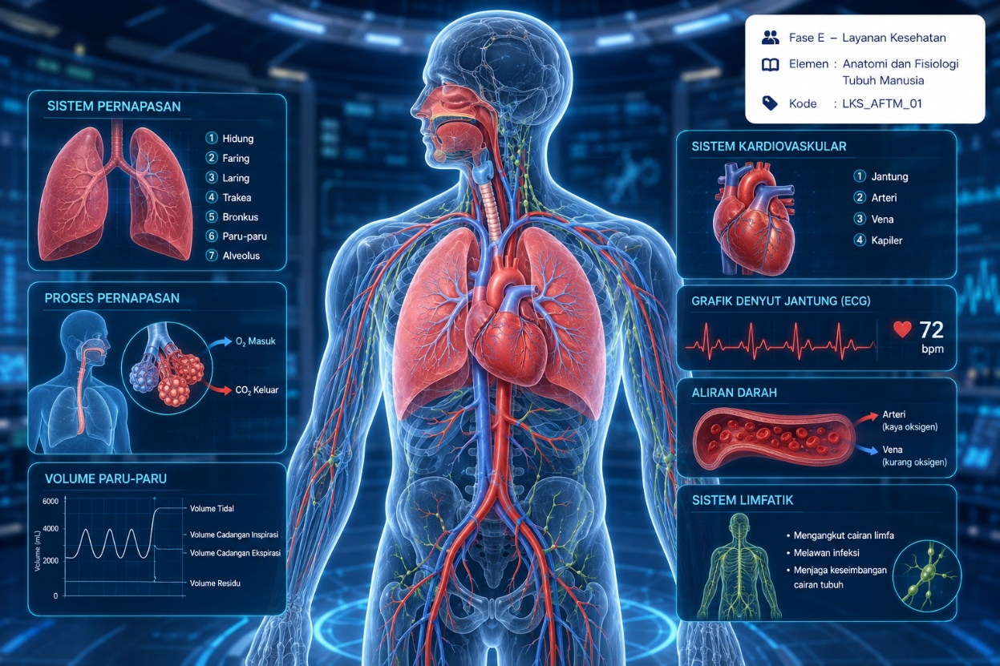 Fase E – Layanan Kesehatan
Elemen : Anatomi dan Fisiologi
Tubuh Manusia
Kode : LKS_AFTM_01
SISTEM PERNAPASAN
1 Hidung
2 Faring
3 Laring
4 Trakea
5 Bronkus
6 Paru-paru
7 Alveolus
PROSES PERNAPASAN
O₂ Masuk
CO₂ Keluar
VOLUME PARU-PARU
Volume (mL)
6000
4000
2000
0
Volume Tidal
Volume Cadangan Inspirasi
Volume Cadangan Ekspirasi
Volume Residu
SISTEM KARDIOVASKULAR
1 Jantung
2 Arteri
3 Vena
4 Kapiler
GRAFIK DENYUT JANTUNG (ECG)
72
bpm
ALIRAN DARAH
Arteri
(kaya oksigen)
Vena
(kurang oksigen)
SISTEM LIMFATIK
• Mengangkut cairan limfa
• Melawan infeksi
• Menjaga keseimbangan
cairan tubuh